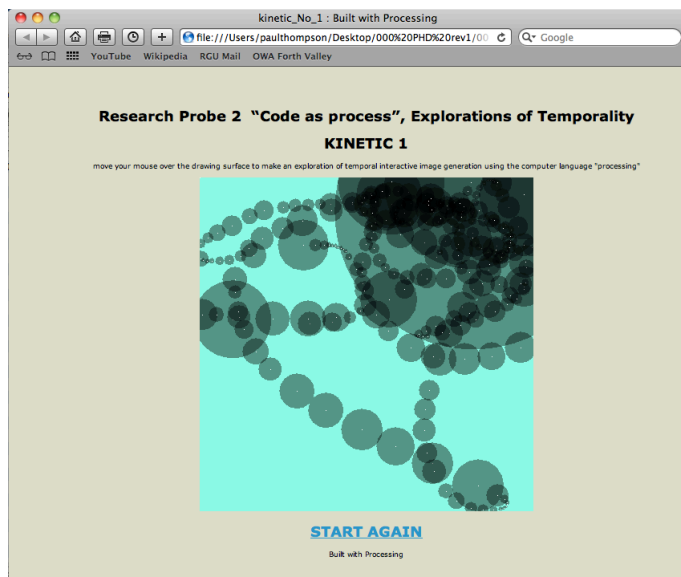 kinetic_No_1 : Built with Processing
file:///Users/paulthompson/Desktop/000%20PHD%20rev1/00
Google
YouTube Wikipedia RGU Mail OWA Forth Valley
Research Probe 2 “Code as process”, Explorations of Temporality
KINETIC 1
move your mouse over the drawing surface to make an exploration of temporal interactive image generation using the computer language "processing"
START AGAIN
Built with Processing